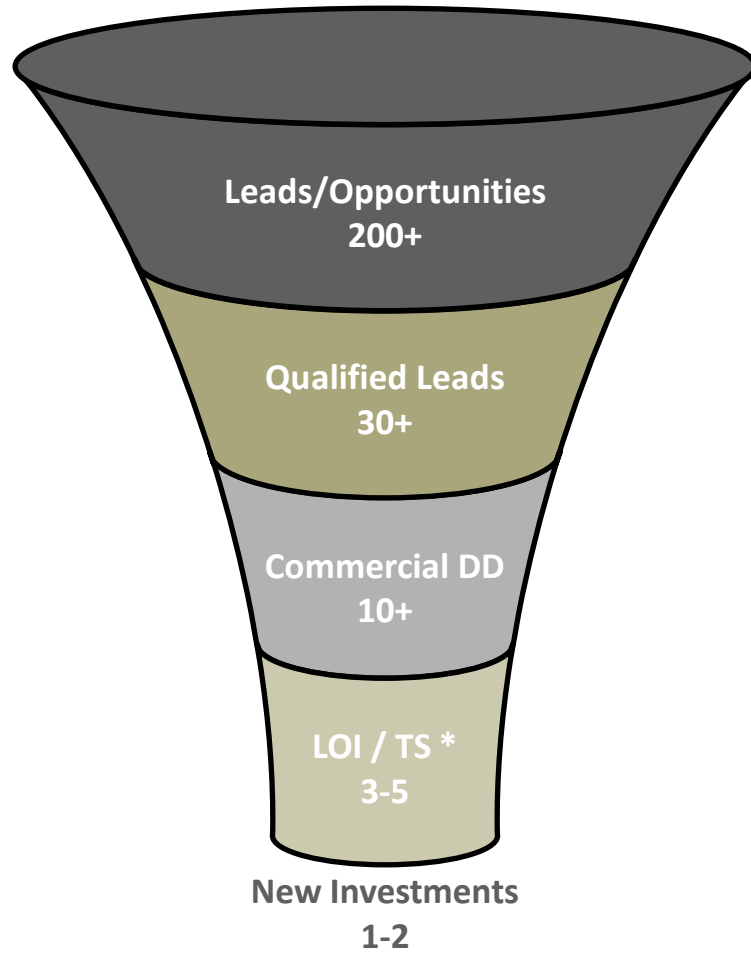 Leads/Opportunities
200+
Qualified Leads
30+
Commercial DD
10+
LOI / TS *
3-5
New Investments
1-2